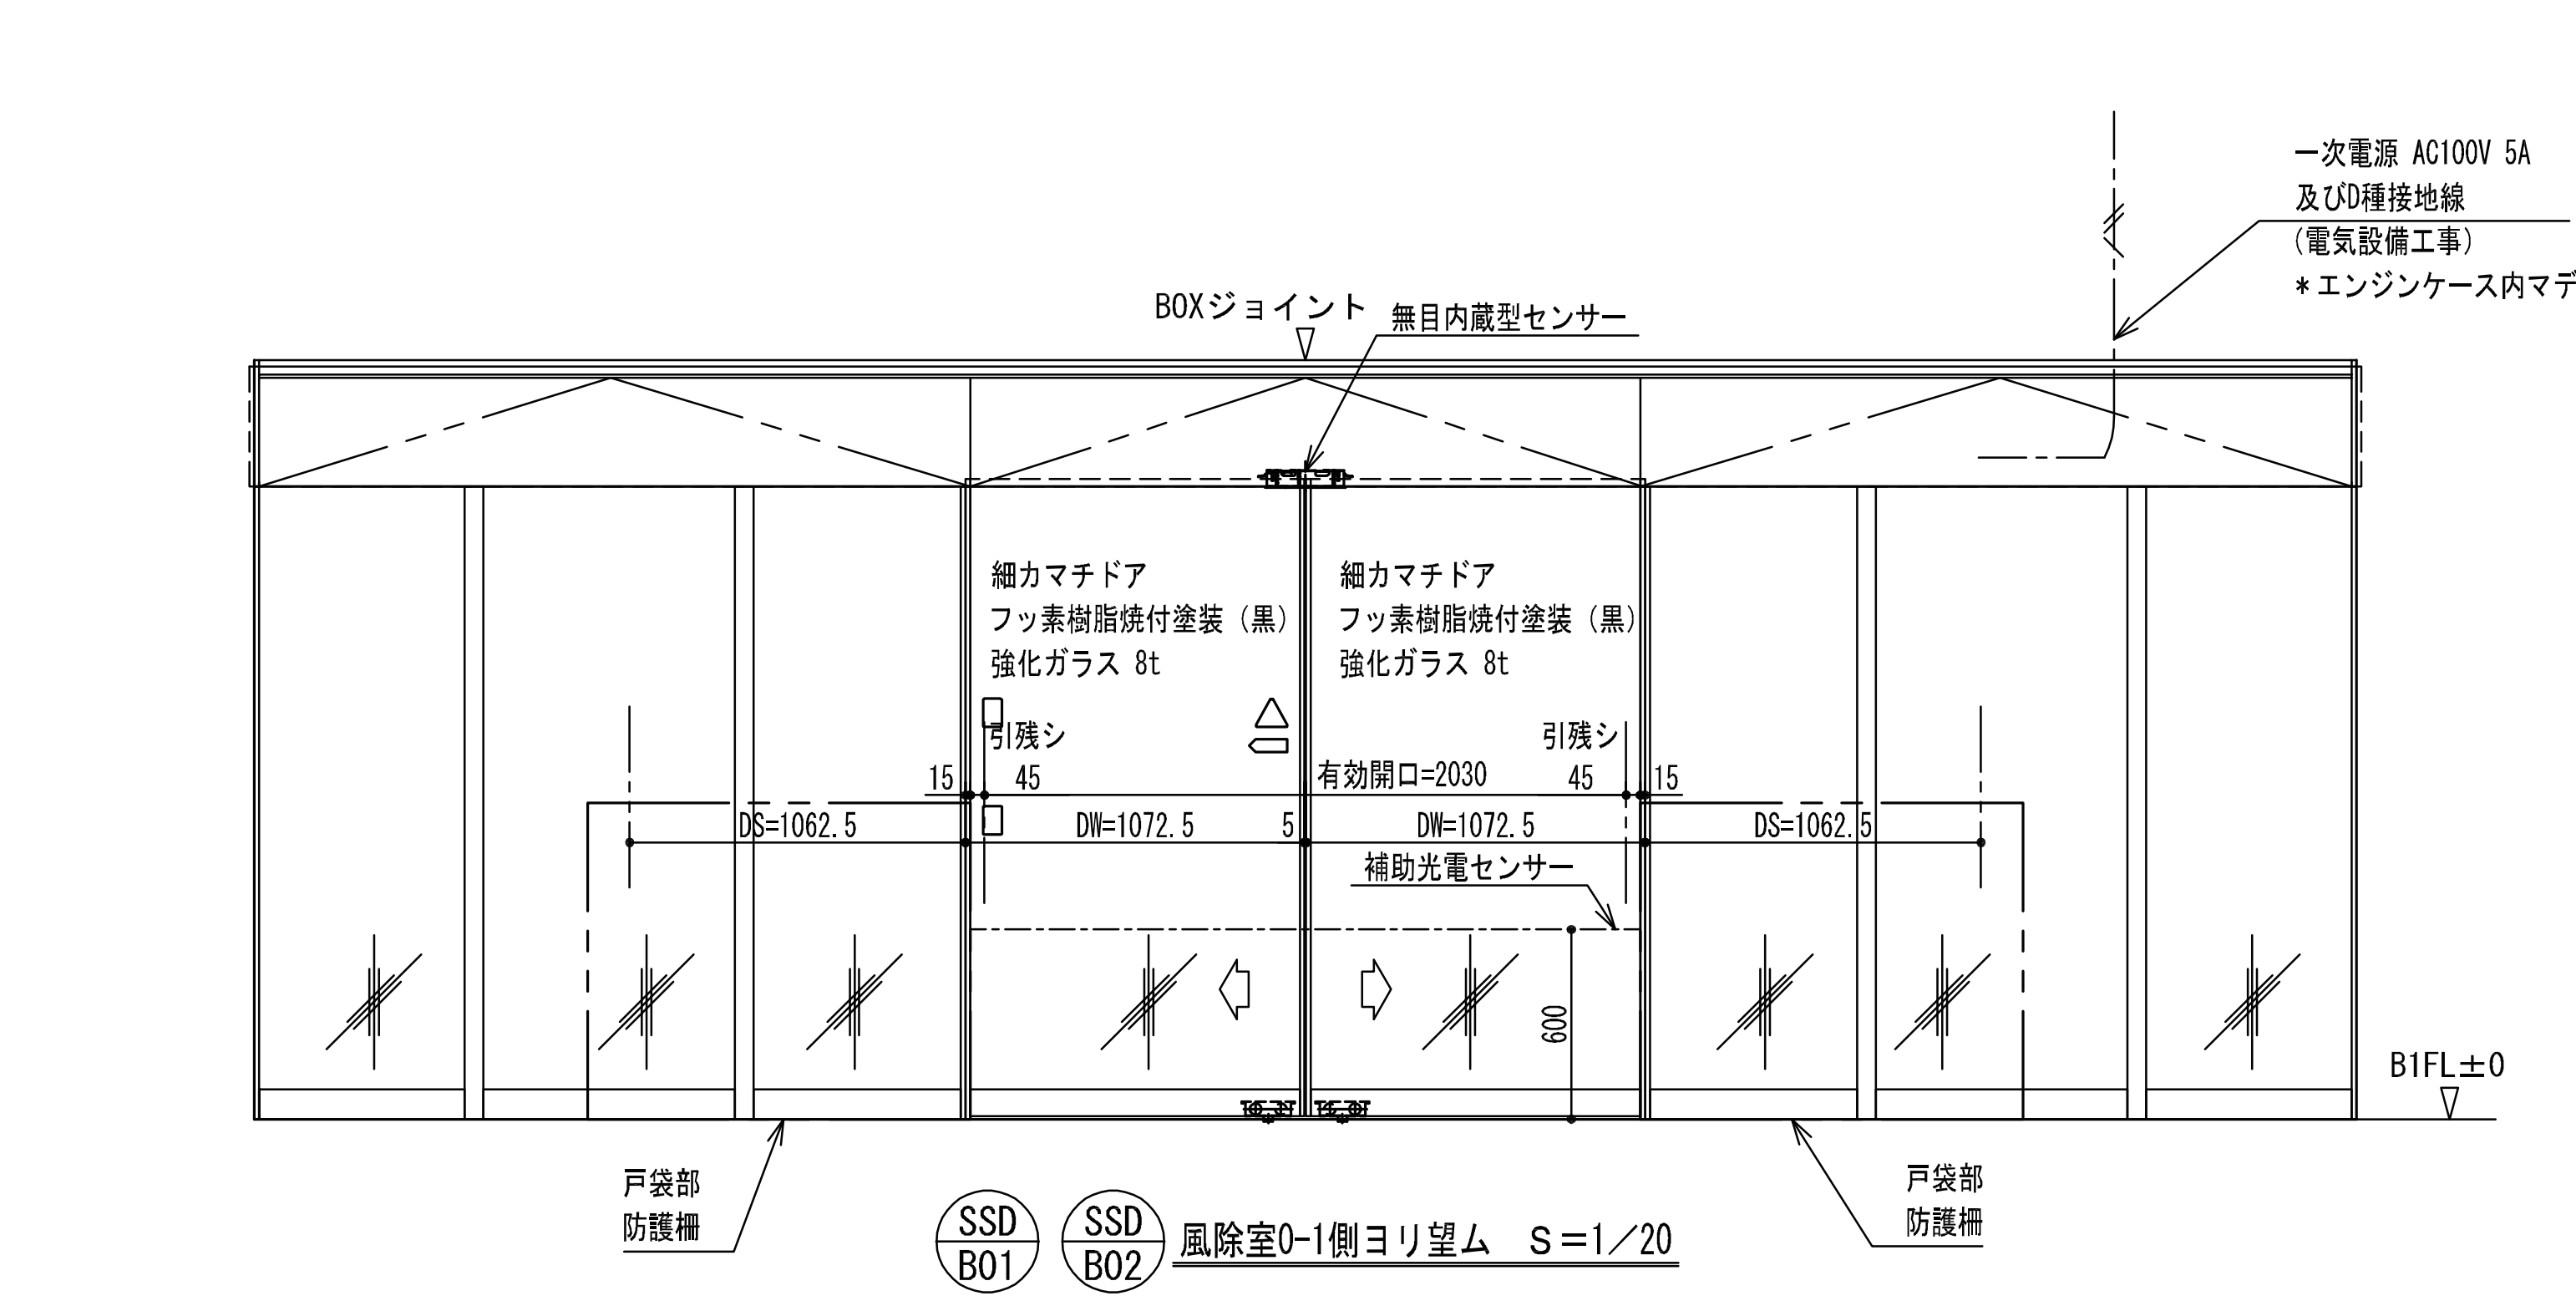 一次電源 AC100V 5A
及びD種接地線
(電気設備工事)
*エンジンケース内マデ
BOXジョイント
無目内蔵型センサー
細カマチドア
フッ素樹脂焼付塗装(黒)
強化ガラス 8t
細カマチドア
フッ素樹脂焼付塗装(黒)
強化ガラス 8t
引残シ
引残シ
15
45
有効開口=2030
45
15
DS=1062.5
DW=1072.5
5
DW=1072.5
DS=1062.5
補助光電センサー
600
B1FL±0
戸袋部
防護柵
戸袋部
防護柵
SSD
B01
SSD
B02
風除室0-1側ヨリ望ム S=1/20